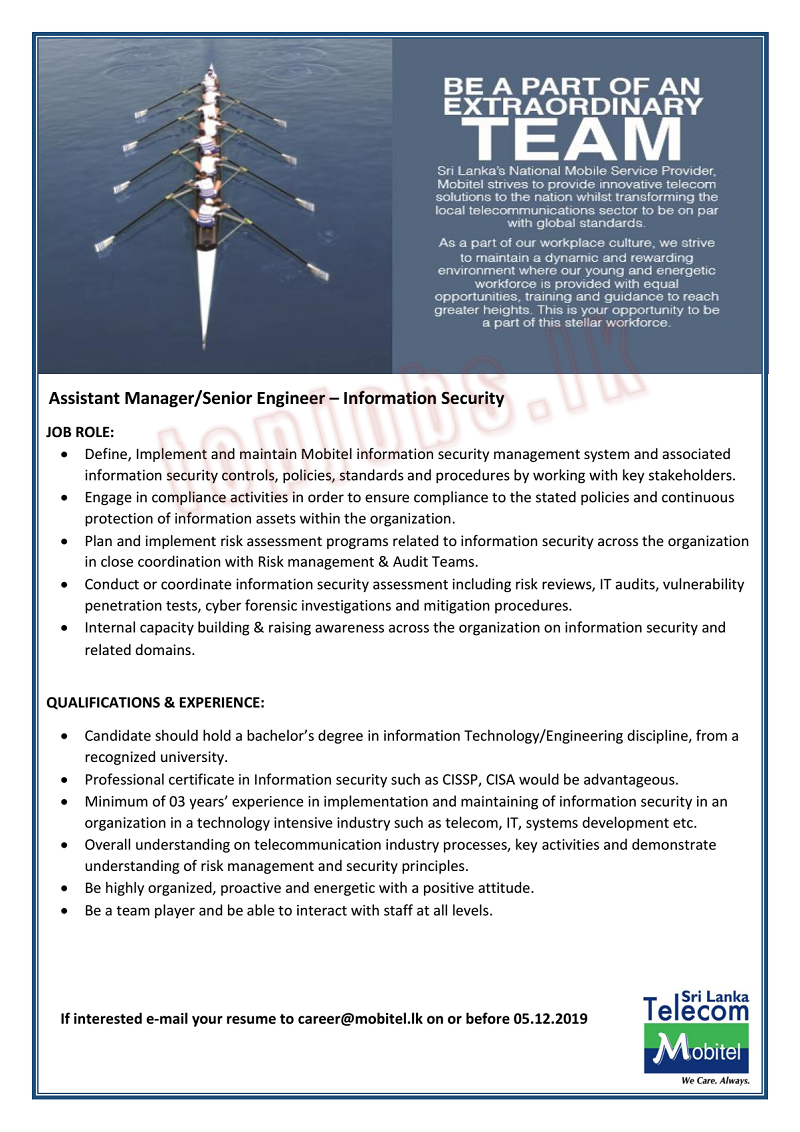 BE A PART OF AN
EXTRAORDINARY
TEAM
Sri Lanka's National Mobile Service Provider,
Mobitel strives to provide innovative telecom
solutions to the nation whilst transforming the
local telecommunications sector to be on par
with global standards.
As a part of our workplace culture, we strive
to maintain a dynamic and rewarding
environment where our young and energetic
workforce is provided with equal
opportunities, training and guidance to reach
greater heights. This is your opportunity to be
a part of this stellar workforce.
topjobs.lk
Assistant Manager/Senior Engineer – Information Security
JOB ROLE:
• Define, Implement and maintain Mobitel information security management system and associated
information security controls, policies, standards and procedures by working with key stakeholders.
• Engage in compliance activities in order to ensure compliance to the stated policies and continuous
protection of information assets within the organization.
• Plan and implement risk assessment programs related to information security across the organization
in close coordination with Risk management & Audit Teams.
• Conduct or coordinate information security assessment including risk reviews, IT audits, vulnerability
penetration tests, cyber forensic investigations and mitigation procedures.
• Internal capacity building & raising awareness across the organization on information security and
related domains.
QUALIFICATIONS & EXPERIENCE:
• Candidate should hold a bachelor's degree in information Technology/Engineering discipline, from a
recognized university.
• Professional certificate in Information security such as CISSP, CISA would be advantageous.
• Minimum of 03 years' experience in implementation and maintaining of information security in an
organization in a technology intensive industry such as telecom, IT, systems development etc.
• Overall understanding on telecommunication industry processes, key activities and demonstrate
understanding of risk management and security principles.
• Be highly organized, proactive and energetic with a positive attitude.
• Be a team player and be able to interact with staff at all levels.
If interested e-mail your resume to career@mobitel.lk on or before 05.12.2019
Sri Lanka
Telecom
Mobitel
We Care. Always.